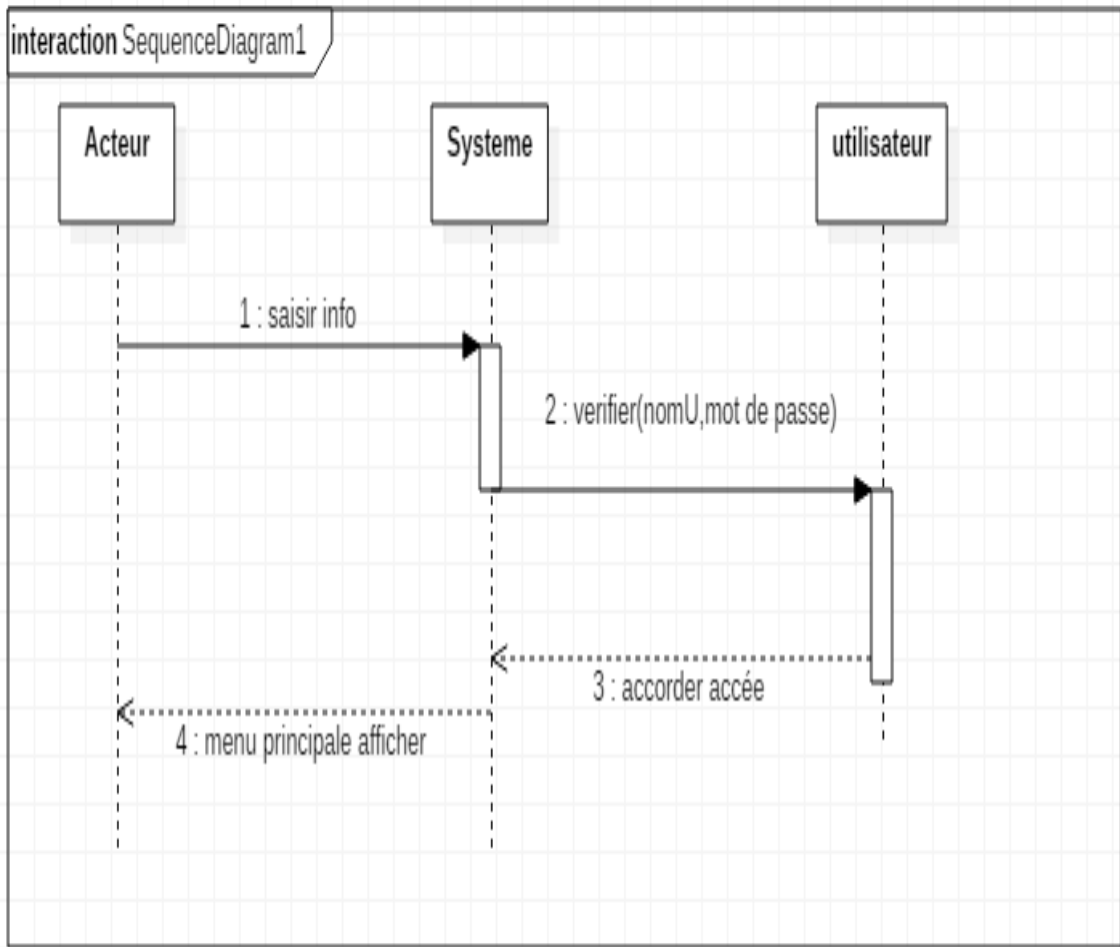 interaction SequenceDiagram1
Acteur
Systeme
utilisateur
1 : saisir info
2 : verifier(nomU,mot de passe)
3 : accorder accée
4 : menu principale afficher